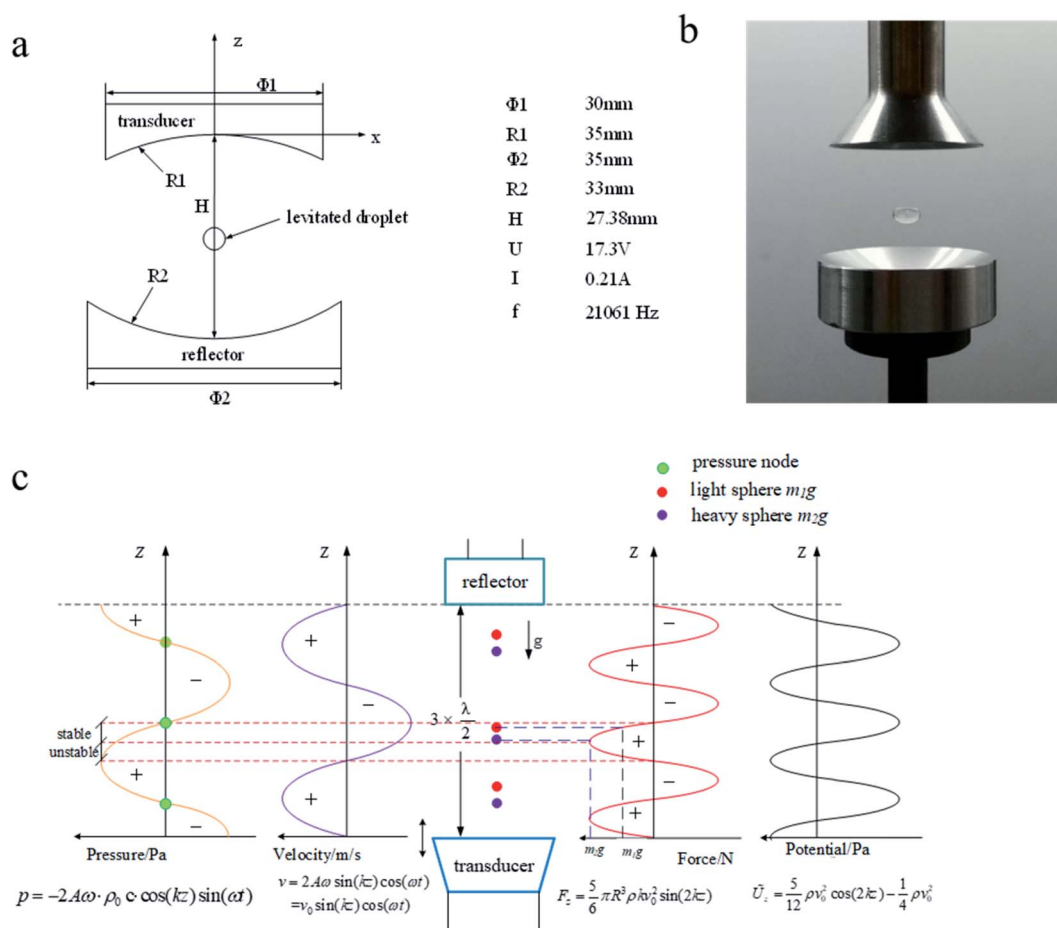 a
z
Φ1
transducer
x
R1
H
levitated droplet
R2
reflector
Φ2
Φ1 30mm
R1 35mm
Φ2 35mm
R2 33mm
H 27.38mm
U 17.3V
I 0.21A
f 21061 Hz
b
c
pressure node
light sphere m₁g
heavy sphere m₂g
z
z
z
z
reflector
g
+
−
+
−
+
−
+
−
+
−
+
−
+
3 × λ/2
stable
unstable
transducer
m₂g
m₁g
Pressure/Pa
Velocity/m/s
Force/N
Potential/Pa
p = −2Aω·ρ₀ c·cos(kz)sin(ωt)
v = 2Aω sin(kz)cos(ωt)
=v₀ sin(kz)cos(ωt)
F_z = 5/6 πR³ρkv₀² sin(2kz)
Ũ_z = 5/12 ρv₀² cos(2kz) − 1/4 ρv₀²